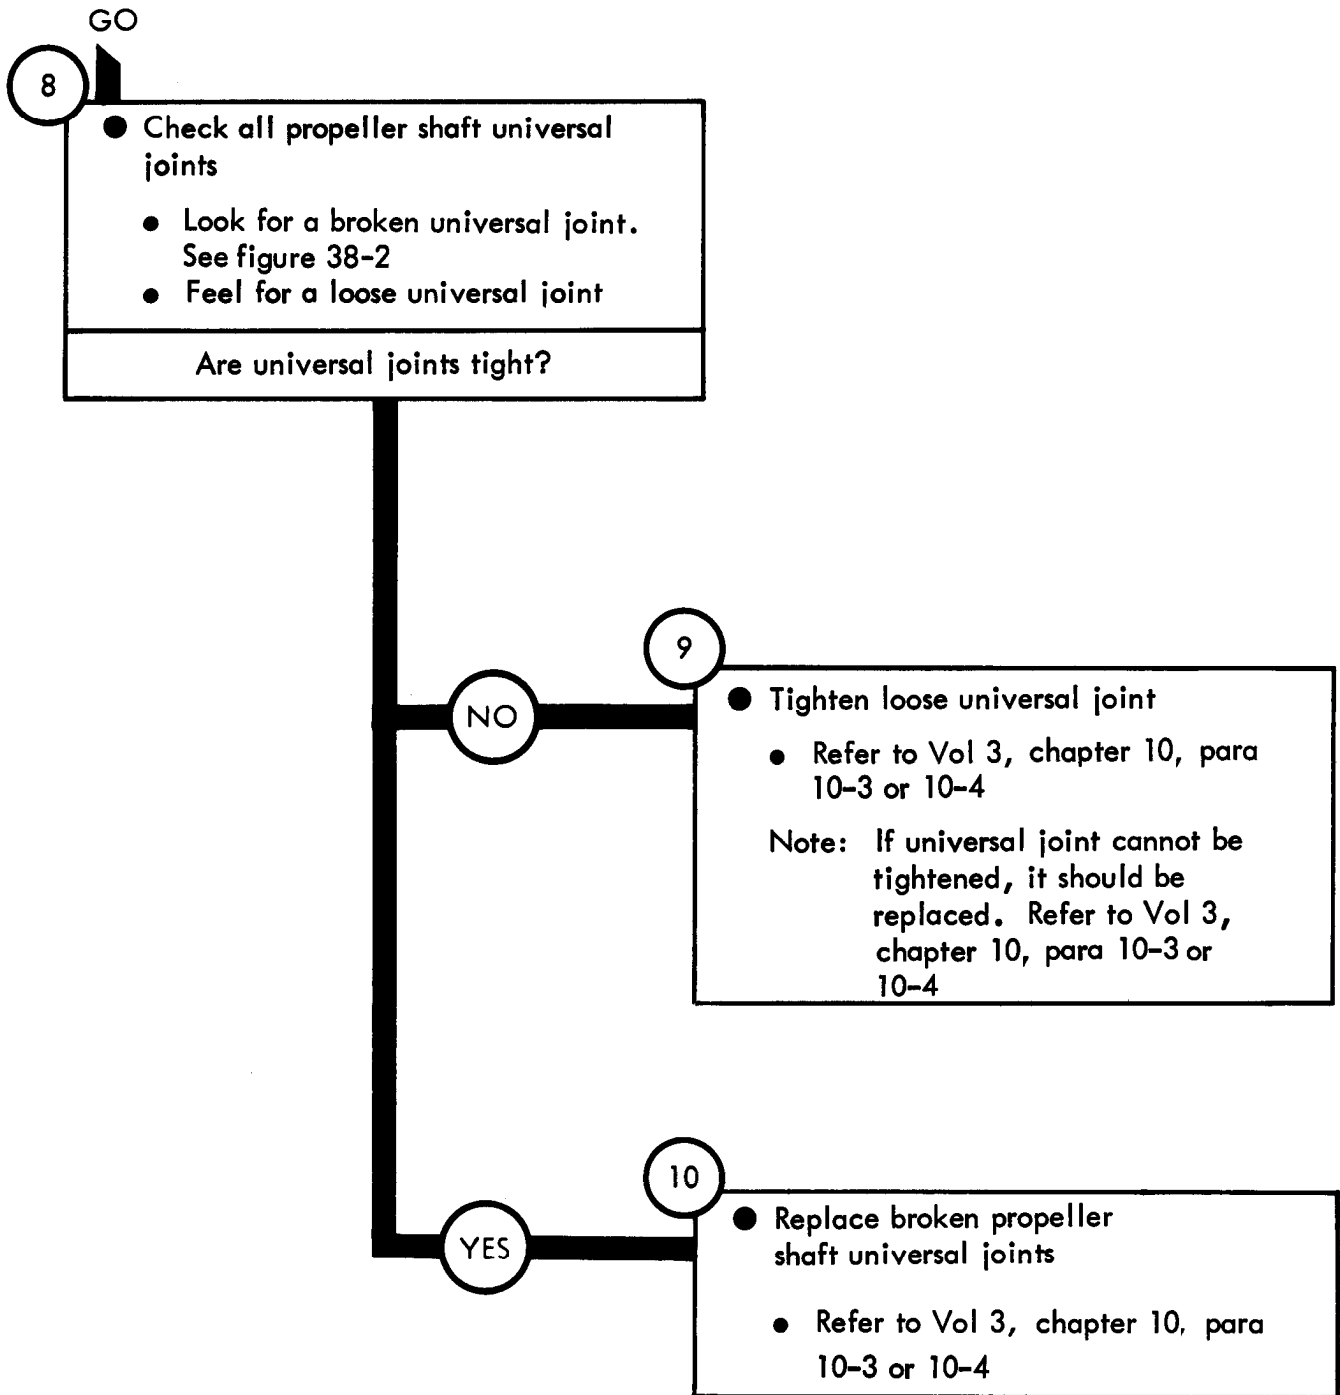 GO
8
● Check all propeller shaft universal
joints
● Look for a broken universal joint.
See figure 38-2
● Feel for a loose universal joint
Are universal joints tight?
9
NO
● Tighten loose universal joint
● Refer to Vol 3, chapter 10, para
10-3 or 10-4
Note: If universal joint cannot be
tightened, it should be
replaced. Refer to Vol 3,
chapter 10, para 10-3 or
10-4
10
YES
● Replace broken propeller
shaft universal joints
● Refer to Vol 3, chapter 10, para
10-3 or 10-4